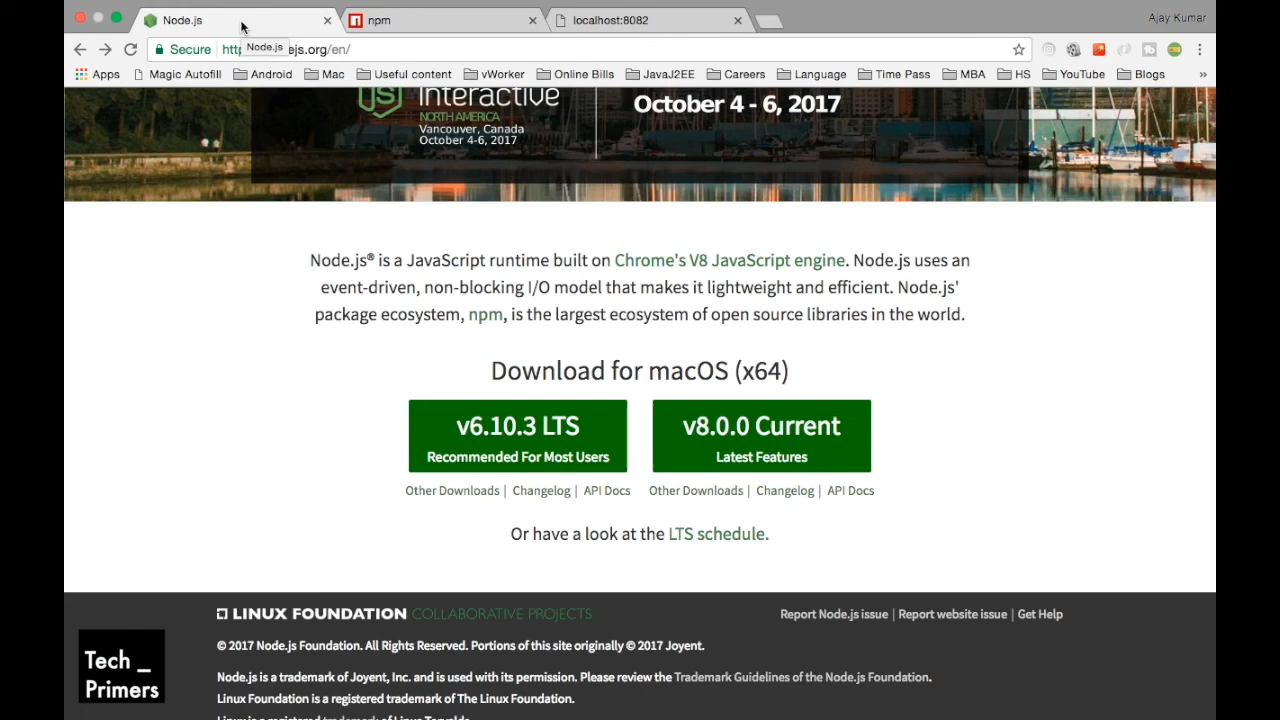 Node.js
npm
localhost:8082
Ajay Kumar
Secure
ejs.org/en/
Node.js
Apps
Magic Autofill
Android
Mac
Useful content
vWorker
Online Bills
JavaJ2EE
Careers
Language
Time Pass
MBA
HS
YouTube
Blogs
»
JS
Interactive
NORTH AMERICA
Vancouver, Canada
October 4-6, 2017
October 4 - 6, 2017
Node.js® is a JavaScript runtime built on Chrome's V8 JavaScript engine. Node.js uses an
event-driven, non-blocking I/O model that makes it lightweight and efficient. Node.js'
package ecosystem, npm, is the largest ecosystem of open source libraries in the world.
Download for macOS (x64)
v6.10.3 LTS
Recommended For Most Users
v8.0.0 Current
Latest Features
Other Downloads | Changelog | API Docs
Other Downloads | Changelog | API Docs
Or have a look at the LTS schedule.
LINUX FOUNDATION COLLABORATIVE PROJECTS
Report Node.js issue | Report website issue | Get Help
© 2017 Node.js Foundation. All Rights Reserved. Portions of this site originally © 2017 Joyent.
Node.js is a trademark of Joyent, Inc. and is used with its permission. Please review the Trademark Guidelines of the Node.js Foundation.
Linux Foundation is a registered trademark of The Linux Foundation.
Linux is a registered trademark of Linus Torvalds.
Tech _
Primers